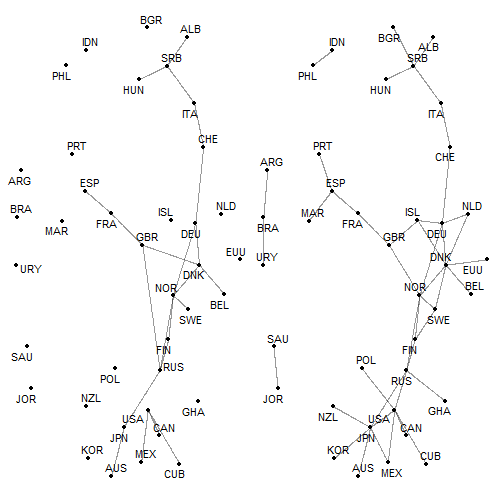 BGR
ALB
IDN
SRB
PHL
HUN
ITA
CHE
PRT
ARG
ESP
BRA
FRA
ISL
NLD
MAR
GBR
DEU
EUU
URY
DNK
NOR
BEL
SWE
FIN
SAU
RUS
POL
JOR
NZL
GHA
USA
CAN
JPN
KOR
MEX
AUS
CUB
IDN
BGR
ALB
SRB
PHL
HUN
ITA
PRT
CHE
ARG
ESP
MAR
FRA
ISL
NLD
BRA
GBR
DEU
URY
DNK
EUU
NOR
BEL
SWE
SAU
FIN
POL
RUS
JOR
NZL
GHA
USA
CAN
JPN
KOR
CUB
AUS
MEX